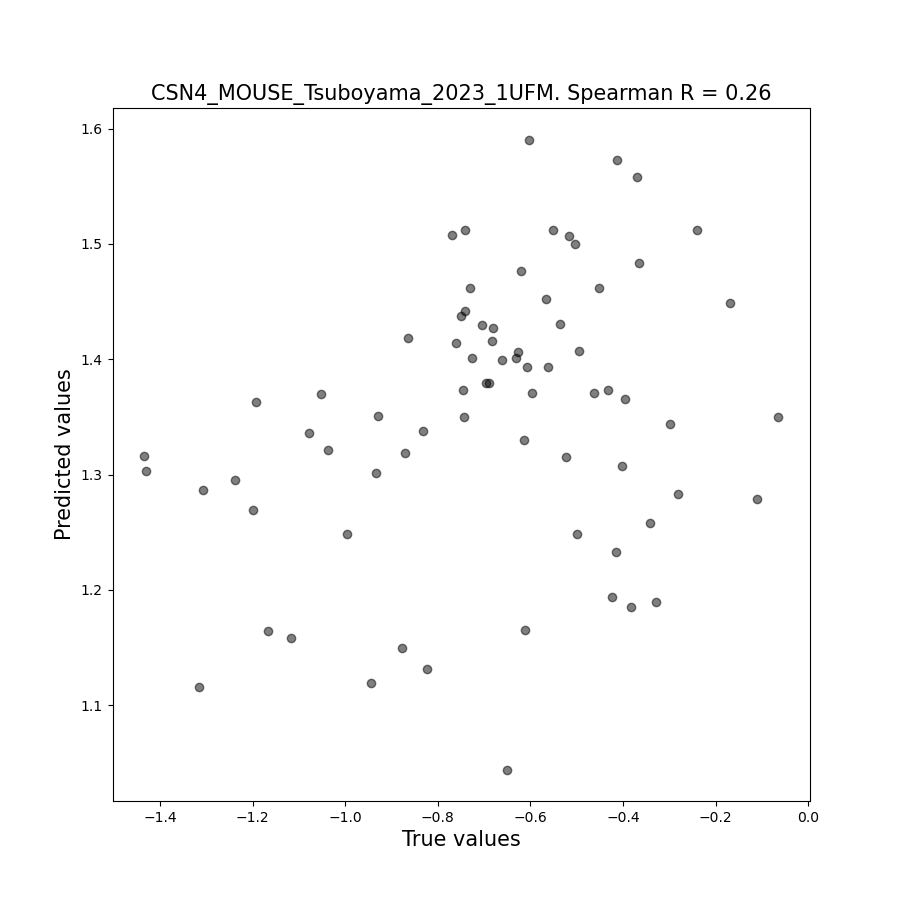 CSN4_MOUSE_Tsuboyama_2023_1UFM. Spearman R = 0.26
1.6
1.5
1.4
1.3
1.2
1.1
Predicted values
−1.4 −1.2 −1.0 −0.8 −0.6 −0.4 −0.2 0.0
True values